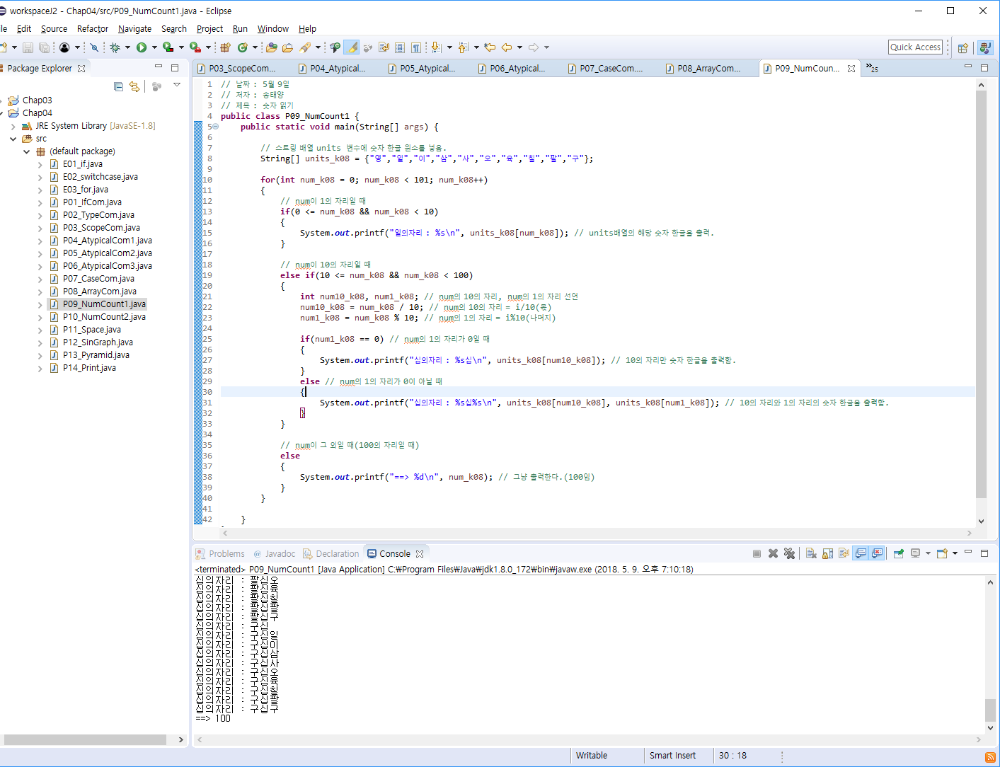 workspaceJ2 - Chap04/src/P09_NumCount1.java - Eclipse
le Edit Source Refactor Navigate Search Project Run Window Help
Quick Access
Package Explorer
P03_ScopeCom... P04_Atypical... P05_Atypical... P06_Atypical... P07_CaseCom.... P08_ArrayCom... P09_NumCoun... »25
Chap03
Chap04
JRE System Library [JavaSE-1.8]
src
(default package)
E01_if.java
E02_switchcase.java
E03_for.java
P01_IfCom.java
P02_TypeCom.java
P03_ScopeCom.java
P04_AtypicalCom1.java
P05_AtypicalCom2.java
P06_AtypicalCom3.java
P07_CaseCom.java
P08_ArrayCom.java
P09_NumCount1.java
P10_NumCount2.java
P11_Space.java
P12_SinGraph.java
P13_Pyramid.java
P14_Print.java
1 // 날짜 : 5월 9일
2 // 저자 : 송태양
3 // 제목 : 숫자 읽기
4 public class P09_NumCount1 {
5 public static void main(String[] args) {
6
7 // 스트링 배열 units 변수에 숫자 한글 원소를 넣음.
8 String[] units_k08 = {"영","일","이","삼","사","오","육","칠","팔","구"};
9
10 for(int num_k08 = 0; num_k08 < 101; num_k08++)
11 {
12 // num이 1의 자리일 때
13 if(0 <= num_k08 && num_k08 < 10)
14 {
15 System.out.printf("일의자리 : %s\n", units_k08[num_k08]); // units배열의 해당 숫자 한글을 출력.
16 }
17
18 // num이 10의 자리일 때
19 else if(10 <= num_k08 && num_k08 < 100)
20 {
21 int num10_k08, num1_k08; // num의 10의 자리, num의 1의 자리 선언
22 num10_k08 = num_k08 / 10; // num의 10의 자리 = i/10(몫)
23 num1_k08 = num_k08 % 10; // num의 1의 자리 = i%10(나머지)
24
25 if(num1_k08 == 0) // num의 1의 자리가 0일 때
26 {
27 System.out.printf("십의자리 : %s십\n", units_k08[num10_k08]); // 10의 자리만 숫자 한글을 출력함.
28 }
29 else // num의 1의 자리가 0이 아닐 때
30 {
31 System.out.printf("십의자리 : %s십%s\n", units_k08[num10_k08], units_k08[num1_k08]); // 10의 자리와 1의 자리의 숫자 한글을 출력함.
32 }
33 }
34
35 // num이 그 외일 때(100의 자리일 때)
36 else
37 {
38 System.out.printf("==> %d\n", num_k08); // 그냥 출력한다.(100임)
39 }
40 }
41
42 }
Problems @ Javadoc Declaration Console
<terminated> P09_NumCount1 [Java Application] C:₩Program Files₩Java₩jdk1.8.0_172₩bin₩javaw.exe (2018. 5. 9. 오후 7:10:18)
십의자리 : 팔십오
십의자리 : 팔십육
십의자리 : 팔십칠
십의자리 : 팔십팔
십의자리 : 팔십구
십의자리 : 구십
십의자리 : 구십일
십의자리 : 구십이
십의자리 : 구십삼
십의자리 : 구십사
십의자리 : 구십오
십의자리 : 구십육
십의자리 : 구십칠
십의자리 : 구십팔
십의자리 : 구십구
==> 100
Writable Smart Insert 30 : 18